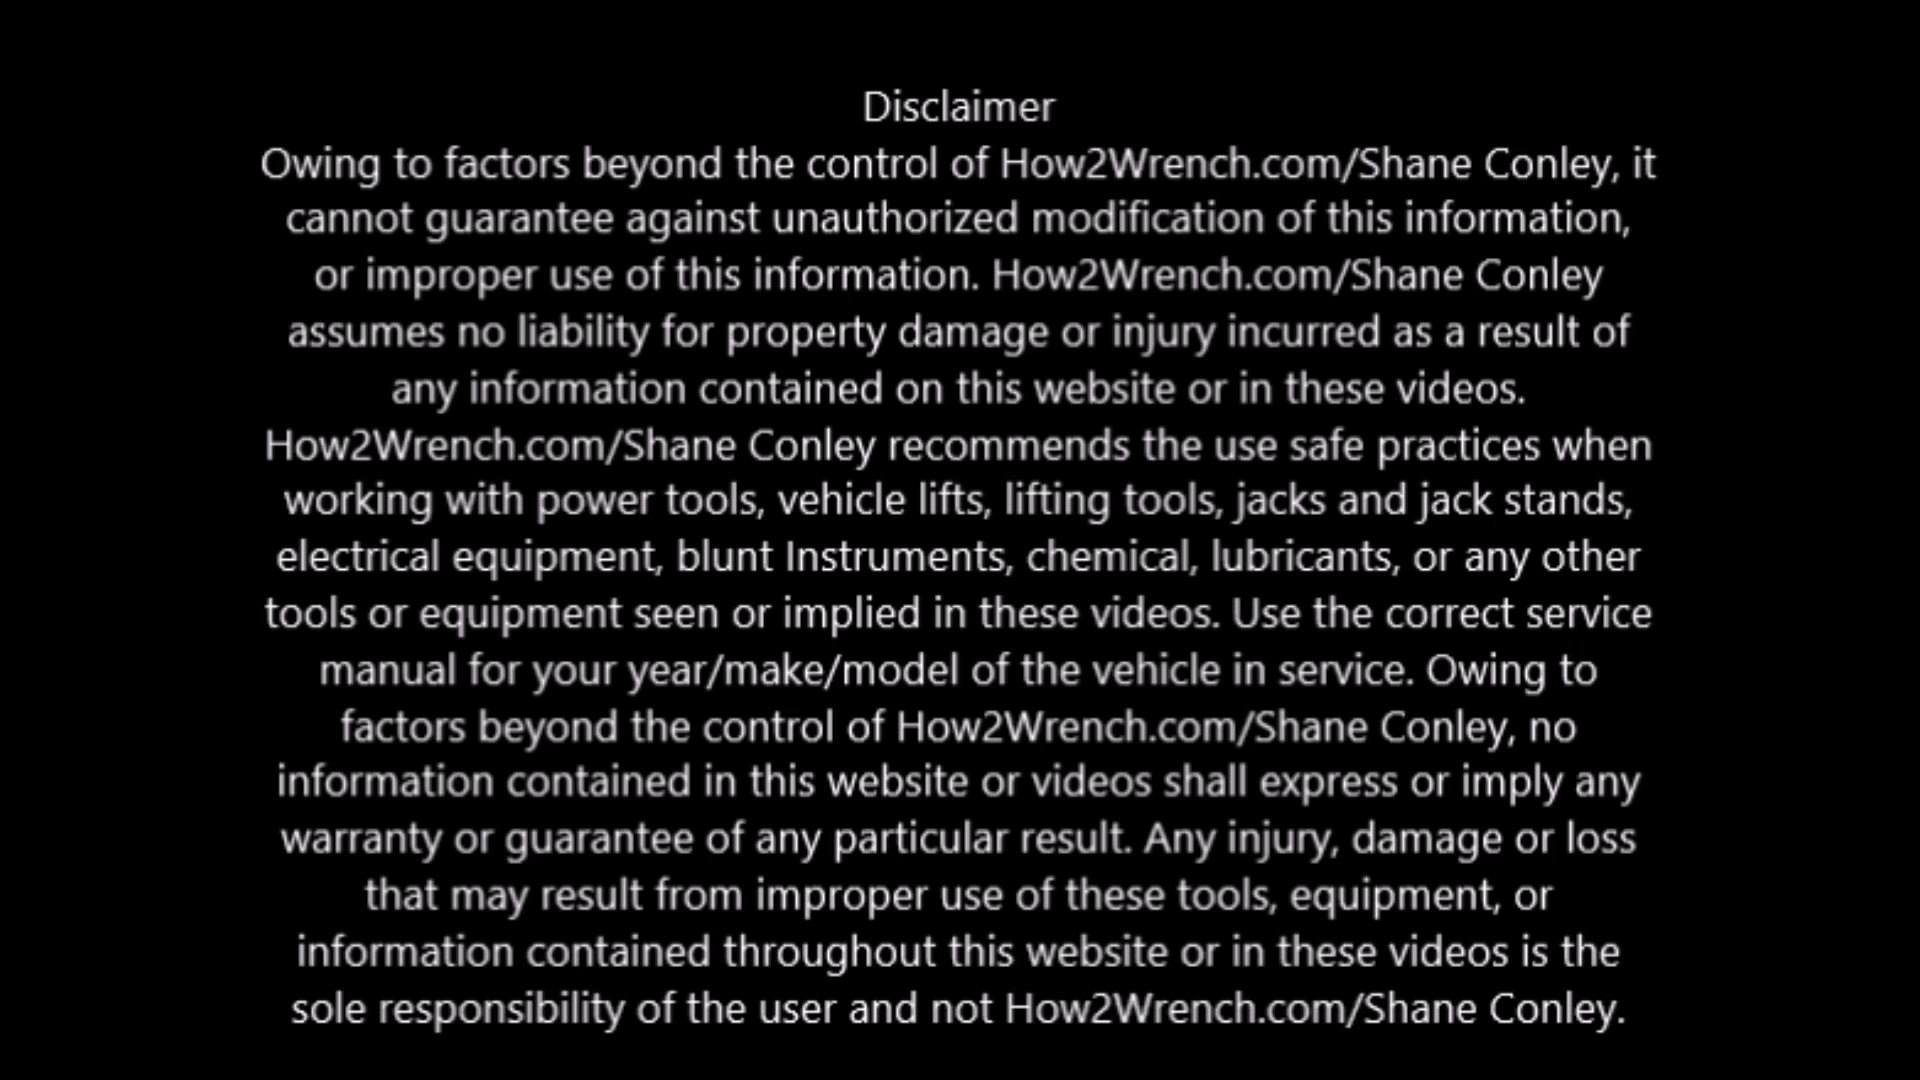 Disclaimer
Owing to factors beyond the control of How2Wrench.com/Shane Conley, it
cannot guarantee against unauthorized modification of this information,
or improper use of this information. How2Wrench.com/Shane Conley
assumes no liability for property damage or injury incurred as a result of
any information contained on this website or in these videos.
How2Wrench.com/Shane Conley recommends the use safe practices when
working with power tools, vehicle lifts, lifting tools, jacks and jack stands,
electrical equipment, blunt Instruments, chemical, lubricants, or any other
tools or equipment seen or implied in these videos. Use the correct service
manual for your year/make/model of the vehicle in service. Owing to
factors beyond the control of How2Wrench.com/Shane Conley, no
information contained in this website or videos shall express or imply any
warranty or guarantee of any particular result. Any injury, damage or loss
that may result from improper use of these tools, equipment, or
information contained throughout this website or in these videos is the
sole responsibility of the user and not How2Wrench.com/Shane Conley.